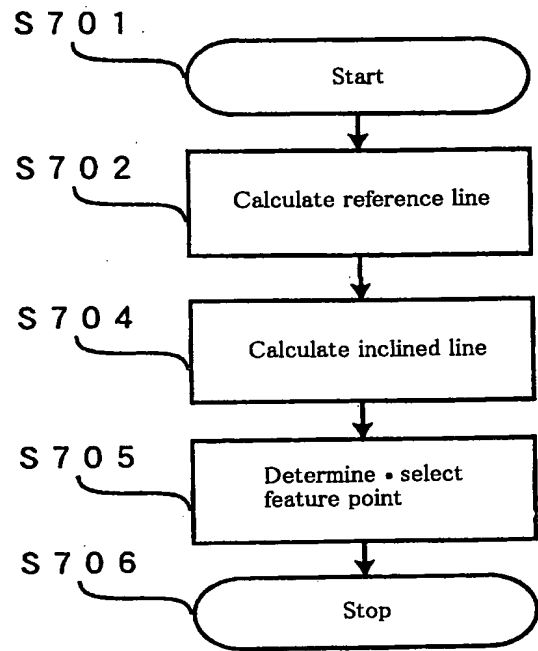 S701
Start
S702
Calculate reference line
S704
Calculate inclined line
S705
Determine • select
feature point
S706
Stop